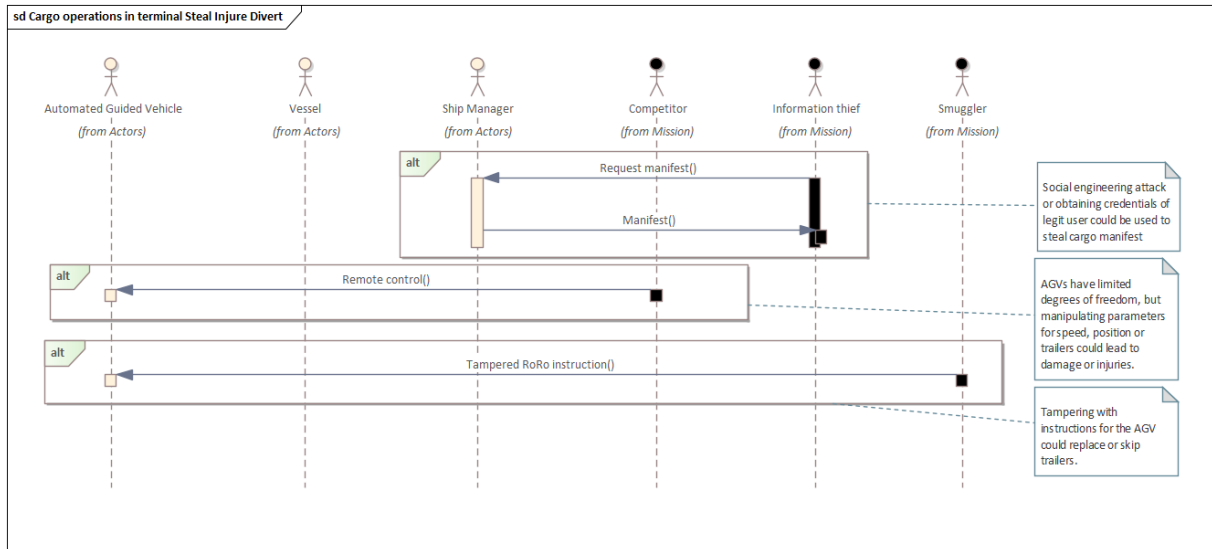 sd Cargo operations in terminal Steal Injure Divert
Automated Guided Vehicle
(from Actors)
Vessel
(from Actors)
Ship Manager
(from Actors)
Competitor
(from Mission)
Information thief
(from Mission)
Smuggler
(from Mission)
alt
Request manifest()
Manifest()
Social engineering attack
or obtaining credentials of
legit user could be used to
steal cargo manifest
alt
Remote control()
AGVs have limited
degrees of freedom, but
manipulating parameters
for speed, position or
trailers could lead to
damage or injuries.
alt
Tampered RoRo instruction()
Tampering with
instructions for the AGV
could replace or skip
trailers.